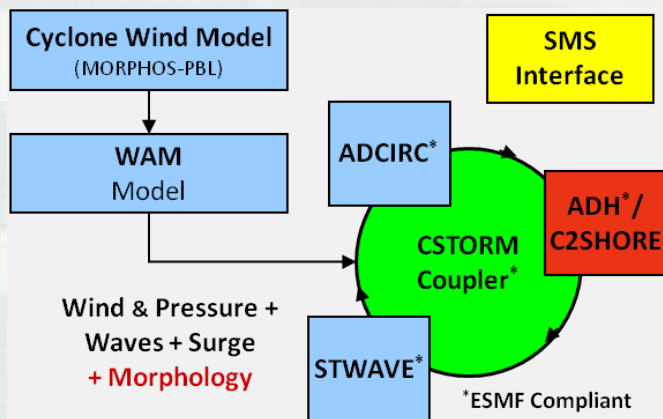 Cyclone Wind Model
(MORPHOS-PBL)
SMS
Interface
WAM
Model
ADCIRC*
ADH*/
C2SHORE
CSTORM
Coupler*
STWAVE*
Wind & Pressure +
Waves + Surge
+ Morphology
*ESMF Compliant